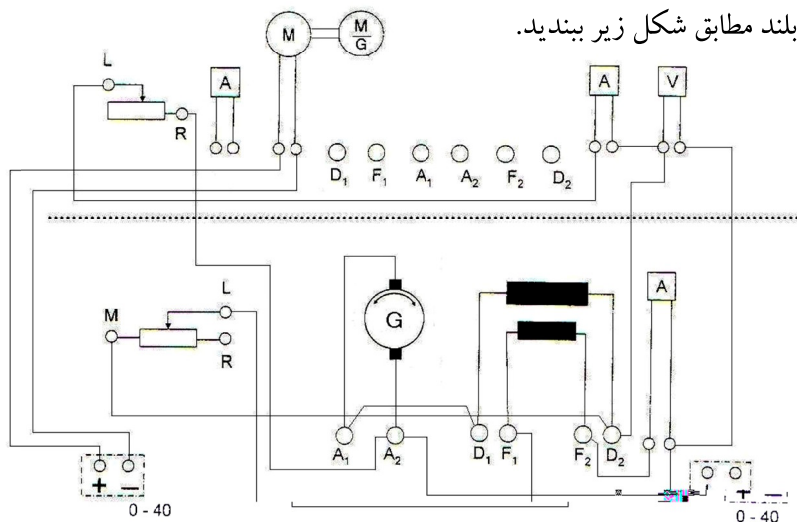 بلند مطابق شکل زیر ببندید.
M M/G
L A A V
R
D₁ F₁ A₁ A₂ F₂ D₂
L A
M G
R
A₁ A₂ D₁ F₁ F₂ D₂
+ − + −
0 - 40 0 - 40